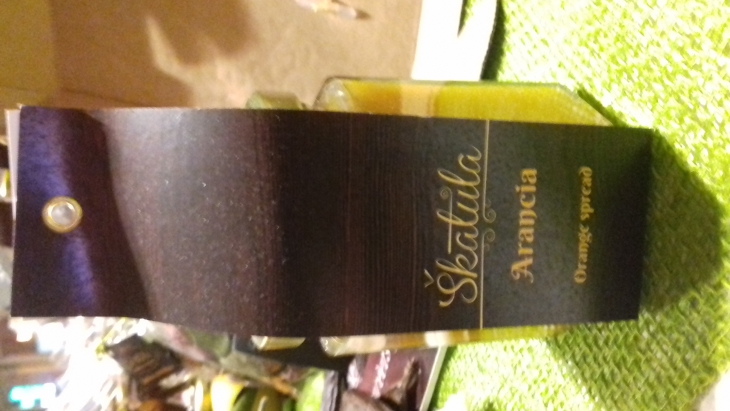 Škatula
Arancia
Orange spread